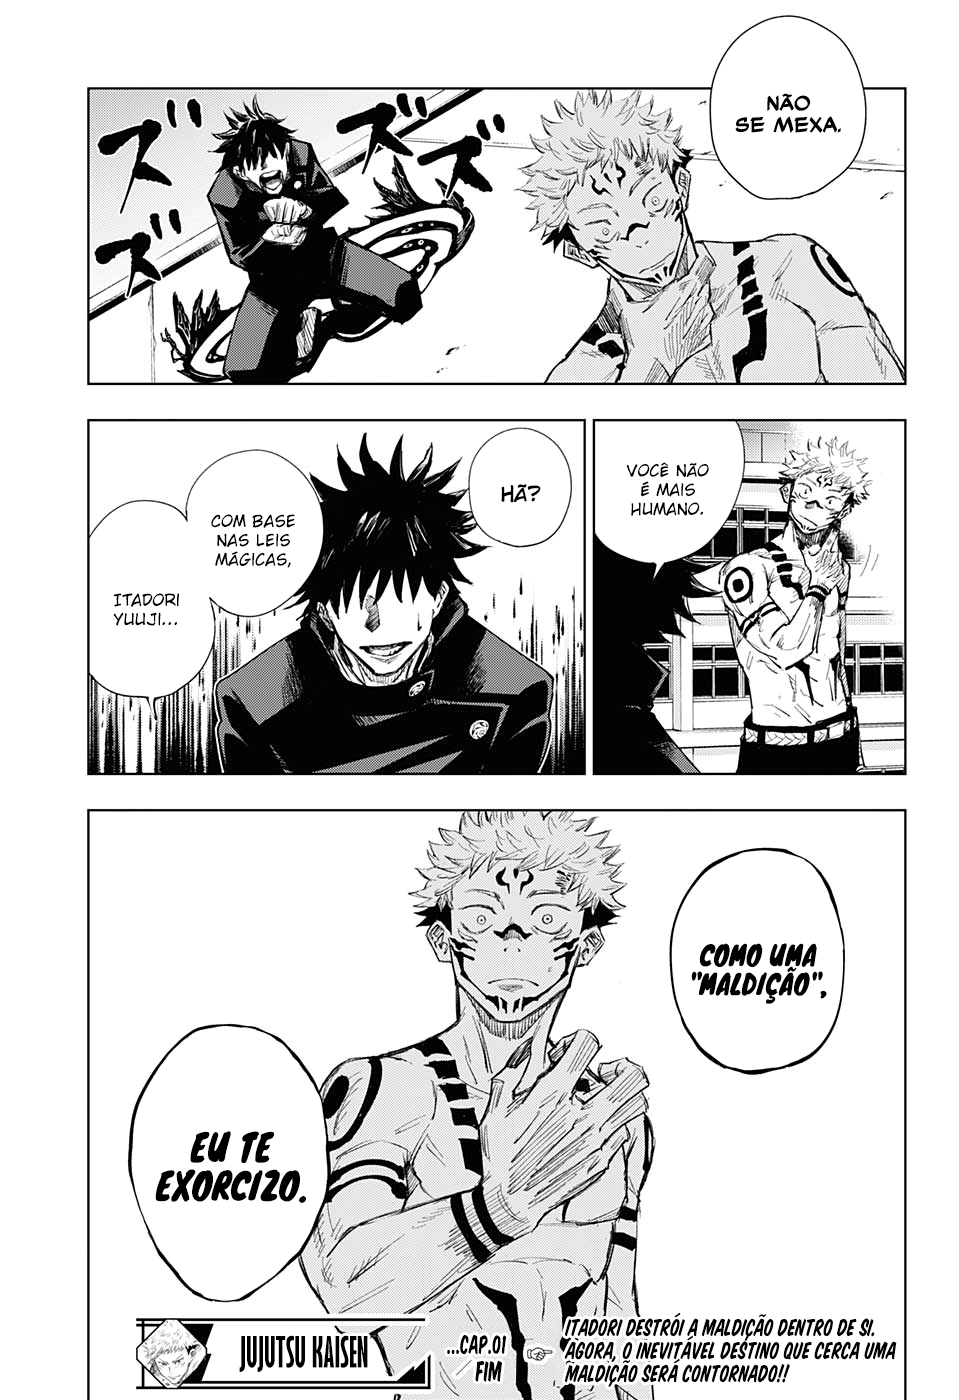 NÃO
SE MEXA.
ズズズ
ズズ
VOCÊ NÃO
É MAIS
HUMANO.
HÃ?
COM BASE
NAS LEIS
MÁGICAS,
ITADORI
YUUJI...
COMO UMA
"MALDIÇÃO",
EU TE
EXORCIZO.
JUJUTSU KAISEN
...CAP.01
FIM
☞
ITADORI DESTRÓI A MALDIÇÃO DENTRO DE SI.
AGORA, O INEVITÁVEL DESTINO QUE CERCA UMA
MALDIÇÃO SERÁ CONTORNADO!!